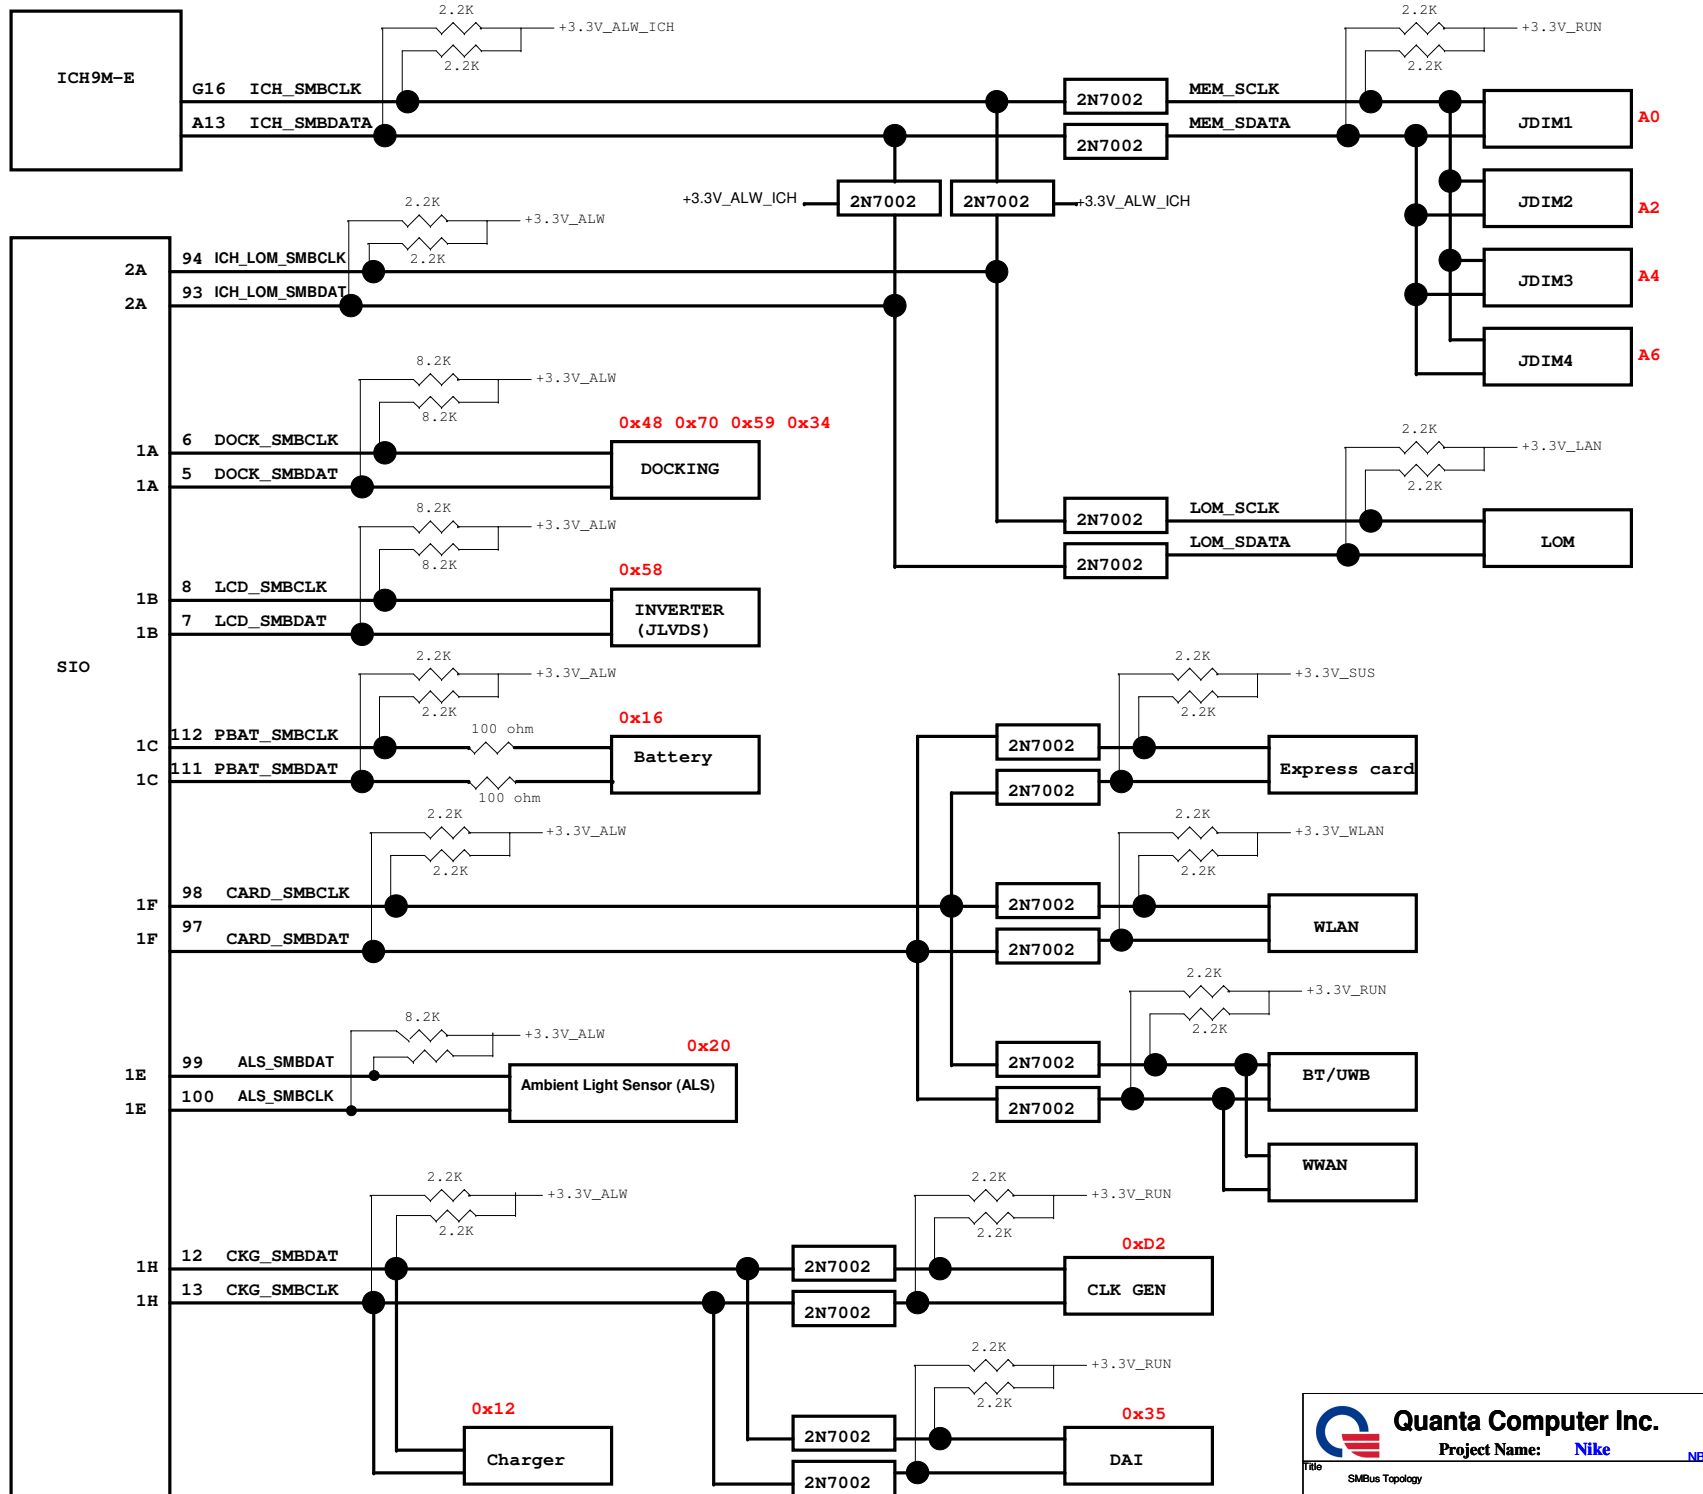 2.2K
+3.3V_ALW_ICH
2.2K
ICH9M-E
G16 ICH_SMBCLK
A13 ICH_SMBDATA
2N7002
2N7002
MEM_SCLK
MEM_SDATA
2.2K
+3.3V_RUN
2.2K
JDIM1
A0
JDIM2
A2
JDIM3
A4
JDIM4
A6
+3.3V_ALW_ICH
2N7002
2N7002
+3.3V_ALW_ICH
2.2K
+3.3V_ALW
2.2K
2A
94 ICH_LOM_SMBCLK
2A
93 ICH_LOM_SMBDAT
8.2K
+3.3V_ALW
8.2K
0x48 0x70 0x59 0x34
1A
6 DOCK_SMBCLK
1A
5 DOCK_SMBDAT
DOCKING
2N7002
2N7002
LOM_SCLK
LOM_SDATA
2.2K
+3.3V_LAN
2.2K
LOM
8.2K
+3.3V_ALW
8.2K
0x58
1B
8 LCD_SMBCLK
1B
7 LCD_SMBDAT
INVERTER
(JLVDS)
SIO
2.2K
+3.3V_ALW
2.2K
0x16
1C
112 PBAT_SMBCLK
100 ohm
1C
111 PBAT_SMBDAT
100 ohm
Battery
2.2K
+3.3V_SUS
2.2K
2N7002
2N7002
Express card
2.2K
+3.3V_ALW
2.2K
1F
98 CARD_SMBCLK
1F
97
CARD_SMBDAT
2.2K
+3.3V_WLAN
2.2K
2N7002
2N7002
WLAN
2.2K
+3.3V_RUN
2.2K
2N7002
2N7002
BT/UWB
WWAN
8.2K
+3.3V_ALW
0x20
1E
99 ALS_SMBDAT
1E
100 ALS_SMBCLK
Ambient Light Sensor (ALS)
2.2K
+3.3V_ALW
2.2K
1H
12 CKG_SMBDAT
1H
13 CKG_SMBCLK
2.2K
+3.3V_RUN
2.2K
2N7002
2N7002
0xD2
CLK GEN
2.2K
+3.3V_RUN
2.2K
0x12
Charger
2N7002
2N7002
0x35
DAI
Quanta Computer Inc.
Project Name: Nike
NB
Title
SMBus Topology